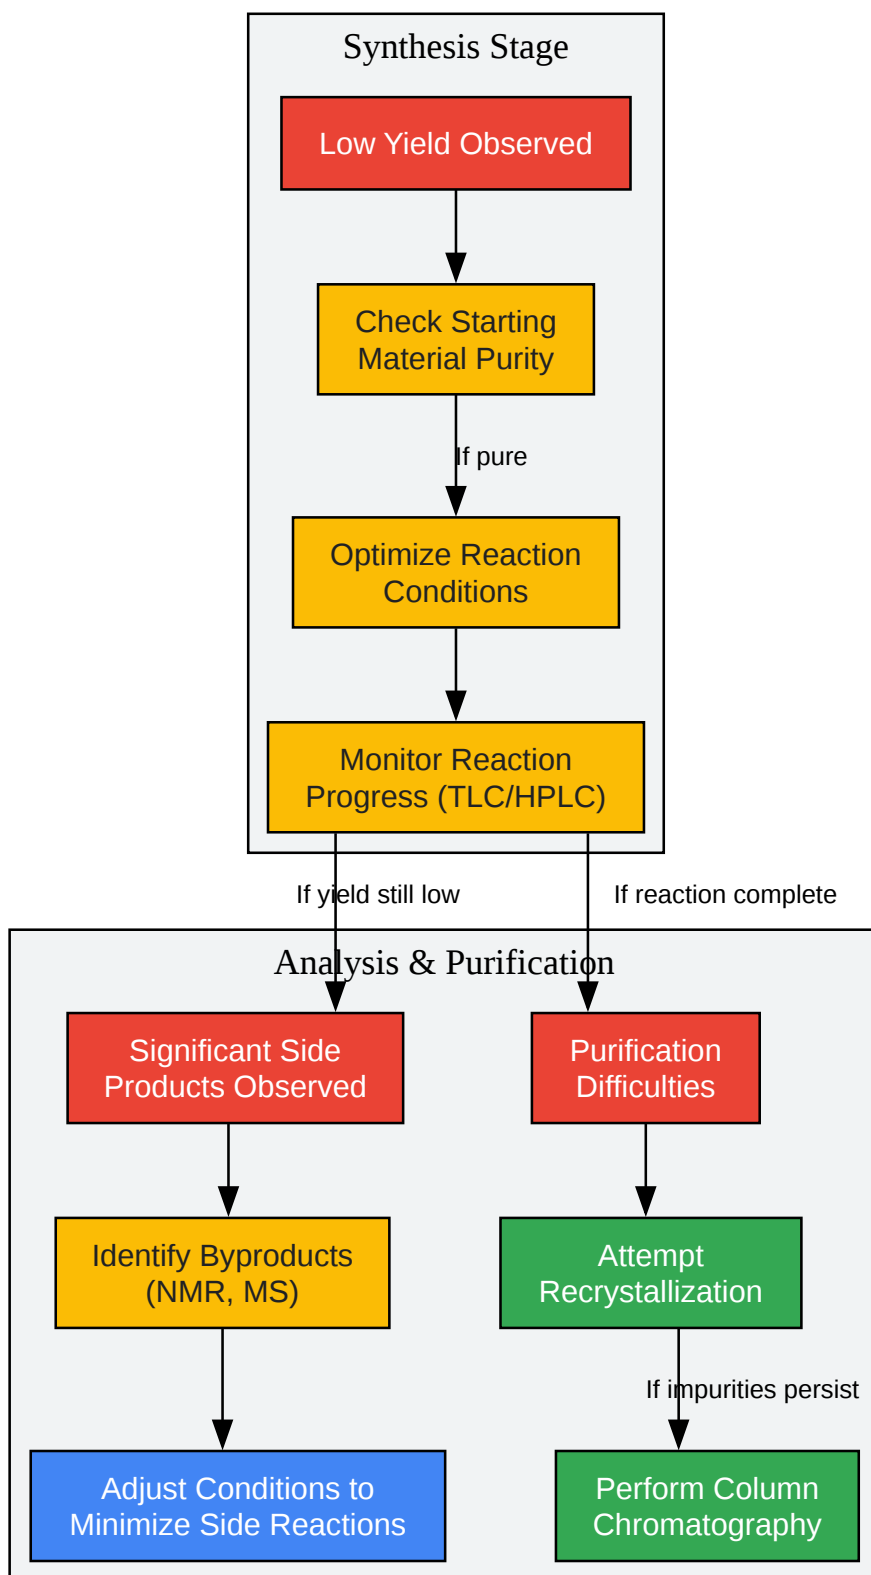 Synthesis Stage
Low Yield Observed
Check Starting
Material Purity
If pure
Optimize Reaction
Conditions
Monitor Reaction
Progress (TLC/HPLC)
If yield still low
If reaction complete
Analysis & Purification
Significant Side
Products Observed
Purification
Difficulties
Identify Byproducts
(NMR, MS)
Attempt
Recrystallization
If impurities persist
Adjust Conditions to
Minimize Side Reactions
Perform Column
Chromatography